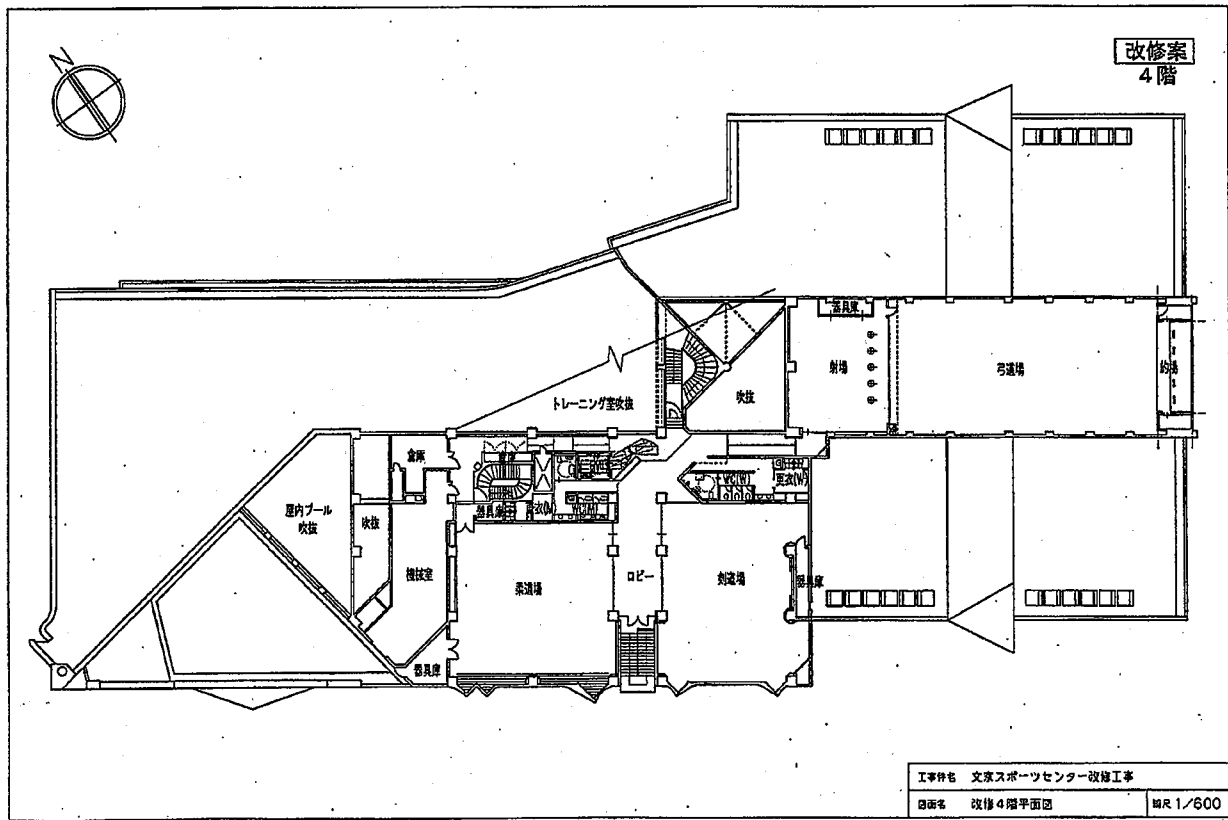 N
改修案
4階
器具庫
射場
弓道場
的場
吹抜
トレーニング室吹抜
倉庫
WC(W)
更衣(W)
屋内プール
吹抜
吹抜
器具庫
更衣(M)
WC(M)
機械室
柔道場
ロビー
剣道場
器具庫
器具庫
工事件名 文京スポーツセンター改修工事
図面名 改修4階平面図
縮尺 1/600